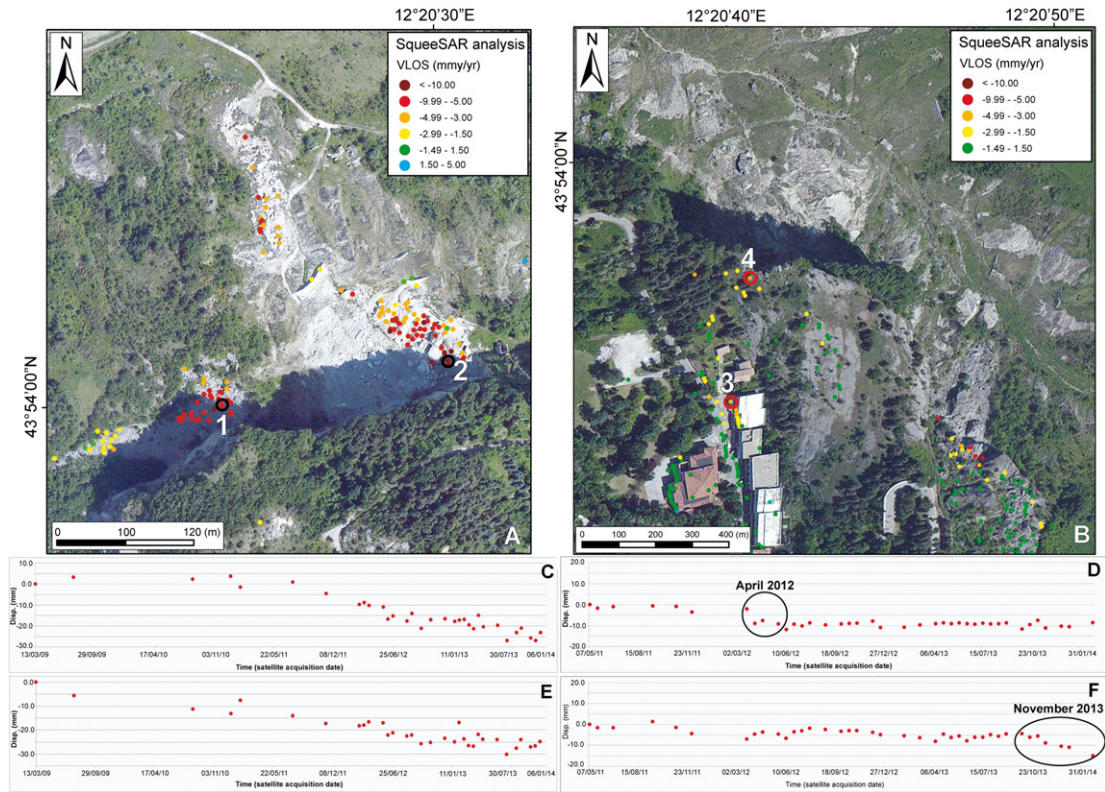 12°20'30"E
12°20'40"E
12°20'50"E
N
SqueeSAR analysis
VLOS (mmy/yr)
< -10.00
-9.99 - -5.00
-4.99 - -3.00
-2.99 - -1.50
-1.49 - 1.50
1.50 - 5.00
43°54'00"N
43°54'00"N
1
2
0 100 120 (m)
A
N
SqueeSAR analysis
VLOS (mmy/yr)
< -10.00
-9.99 - -5.00
-4.99 - -3.00
-2.99 - -1.50
-1.49 - 1.50
43°54'00"N
4
3
0 100 200 300 400 (m)
B
C
Disp. (mm)
10.0
0.0
-10.0
-20.0
-30.0
13/03/09 29/09/09 17/04/10 03/11/10 22/05/11 08/12/11 25/06/12 11/01/13 30/07/13 6/01/14
Time (satellite acquisition date)
D
April 2012
Disp. (mm)
20.0
10.0
0.0
-10.0
-20.0
07/05/11 15/08/11 23/11/11 02/03/12 10/06/12 18/09/12 27/12/12 06/04/13 15/07/13 23/10/13 31/01/14
Time (satellite acquisition date)
E
Disp. (mm)
0.0
-10.0
-20.0
-30.0
13/03/09 29/09/09 17/04/10 03/11/10 22/05/11 08/12/11 25/06/12 11/01/13 30/07/13 6/01/14
Time (satellite acquisition date)
F
November 2013
Disp. (mm)
20.0
10.0
0.0
-10.0
20.0
07/05/11 15/08/11 23/11/11 02/03/12 10/06/12 18/09/12 27/12/12 06/04/13 15/07/13 23/10/13 31/01/14
Time (satellite acquisition date)